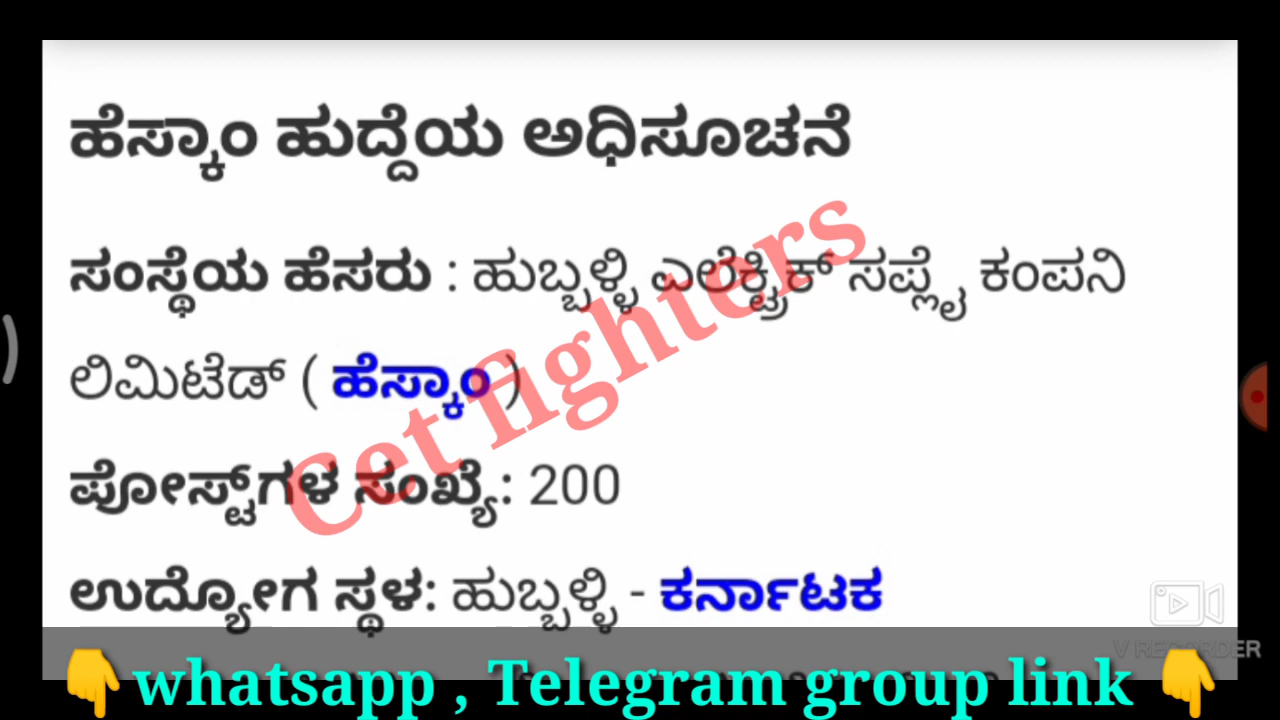 ಹೆಸ್ಕಾಂ ಹುದ್ದೆಯ ಅಧಿಸೂಚನೆ
ಸಂಸ್ಥೆಯ ಹೆಸರು : ಹುಬ್ಬಳ್ಳಿ ಎಲೆಕ್ಟ್ರಿಕ್ ಸಪ್ಲೈ ಕಂಪನಿ
ಲಿಮಿಟೆಡ್ ( ಹೆಸ್ಕಾಂ )
Cet fighters
ಪೋಸ್ಟ್‌ಗಳ ಸಂಖ್ಯೆ: 200
ಉದ್ಯೋಗ ಸ್ಥಳ: ಹುಬ್ಬಳ್ಳಿ - ಕರ್ನಾಟಕ
V RECORDER
👇whatsapp , Telegram group link 👇